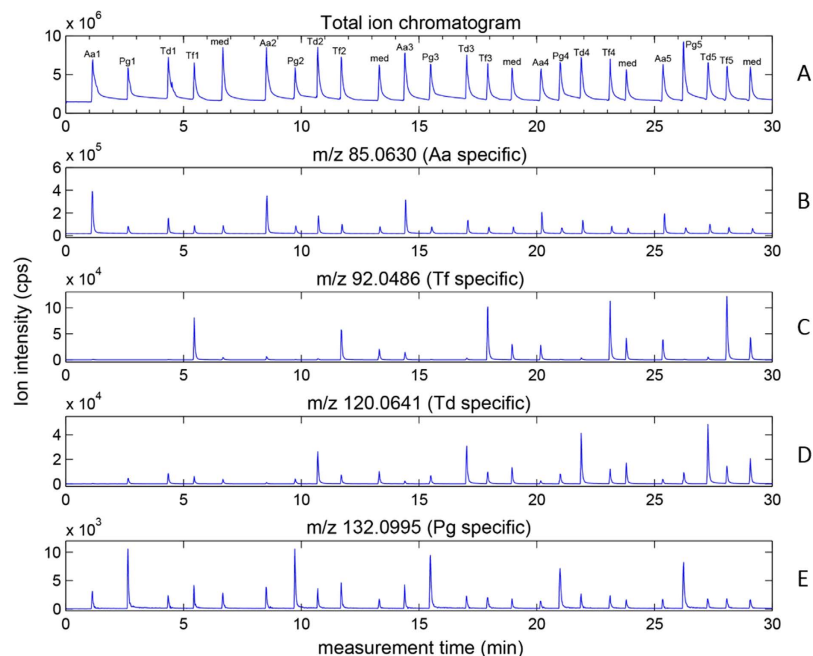 Total ion chromatogram
x 10^6
10
5
0
Aa1 Pg1 Td1 Tf1 med Aa2 Pg2 Td2 Tf2 med Aa3 Pg3 Td3 Tf3 med Aa4 Pg4 Td4 Tf4 med Aa5 Pg5 Td5 Tf5 med
A
0 5 10 15 20 25 30
m/z 85.0630 (Aa specific)
x 10^5
6
4
2
0
B
0 5 10 15 20 25 30
m/z 92.0486 (Tf specific)
x 10^4
10
5
0
C
0 5 10 15 20 25 30
Ion intensity (cps)
m/z 120.0641 (Td specific)
x 10^4
4
2
0
D
0 5 10 15 20 25 30
m/z 132.0995 (Pg specific)
x 10^3
10
5
0
E
0 5 10 15 20 25 30
measurement time (min)